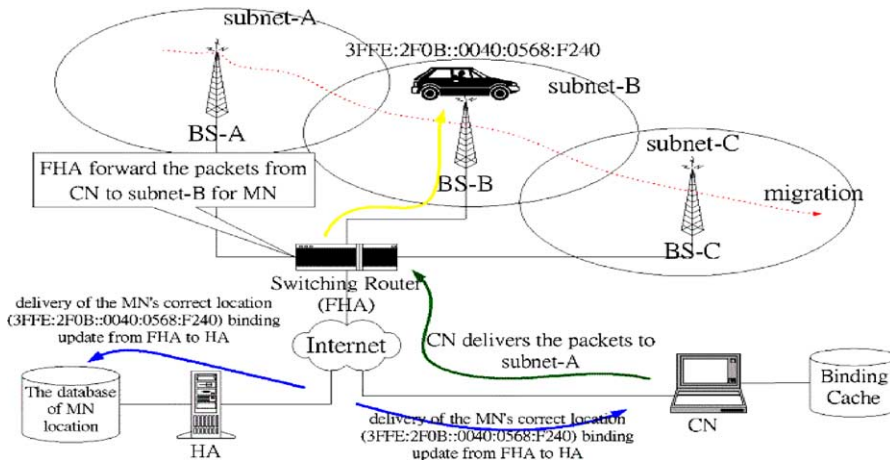 subnet-A
3FFE:2F0B::0040:0568:F240
subnet-B
BS-A
subnet-C
FHA forward the packets from
CN to subnet-B for MN
BS-B
migration
BS-C
Switching Router
(FHA)
delivery of the MN's correct location
(3FFE:2F0B::0040:0568:F240) binding
update from FHA to HA
Internet
CN delivers the packets to
subnet-A
The database
of MN
location
HA
delivery of the MN's correct location
(3FFE:2F0B::0040:0568:F240) binding
update from FHA to HA
CN
Binding
Cache